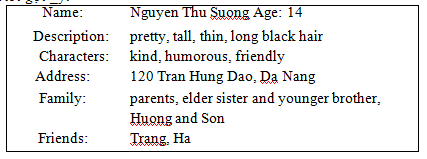 Name: Nguyen Thu Suong Age: 14
Description: pretty, tall, thin, long black hair
Characters: kind, humorous, friendly
Address: 120 Tran Hung Dao, Da Nang
Family: parents, elder sister and younger brother,
Huong and Son
Friends: Trang, Ha